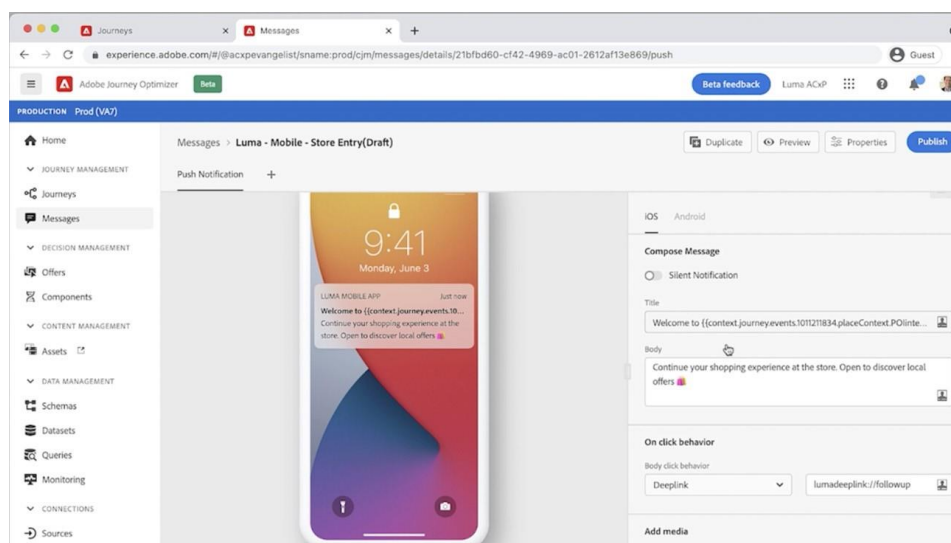 Journeys
Messages
experience.adobe.com/#/@acxpevangelist/sname:prod/cjm/messages/details/21bfbd60-cf42-4969-ac01-2612af13e869/push
Guest
Adobe Journey Optimizer
Beta
Beta feedback
Luma ACxP
PRODUCTION Prod (VA7)
Home
JOURNEY MANAGEMENT
Journeys
Messages
DECISION MANAGEMENT
Offers
Components
CONTENT MANAGEMENT
Assets
DATA MANAGEMENT
Schemas
Datasets
Queries
Monitoring
CONNECTIONS
Sources
Messages > Luma - Mobile - Store Entry(Draft)
Duplicate
Preview
Properties
Publish
Push Notification +
9:41
Monday, June 3
LUMA MOBILE APP Just now
Welcome to {{context.journey.events.10...
Continue your shopping experience at the
store. Open to discover local offers 🛍️
iOS Android
Compose Message
Silent Notification
Title
Welcome to {{context.journey.events.1011211834.placeContext.POIinte...
Body
Continue your shopping experience at the store. Open to discover local
offers 🛍️
On click behavior
Body click behavior
Deeplink
lumadeeplink://followup
Add media